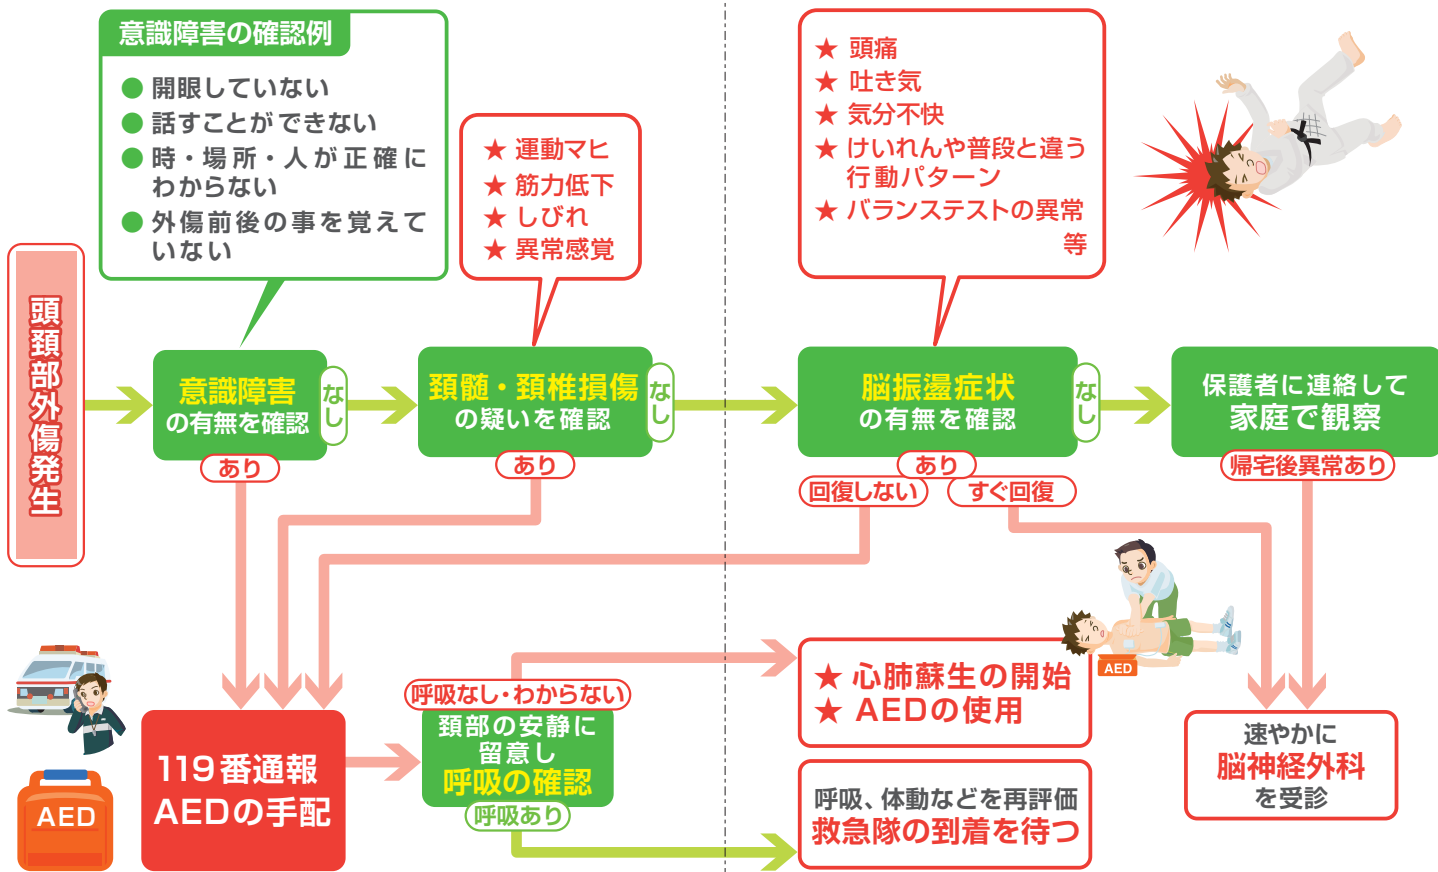 意識障害の確認例
● 開眼していない
● 話すことができない
● 時・場所・人が正確に
わからない
● 外傷前後の事を覚えて
いない
★ 運動マヒ
★ 筋力低下
★ しびれ
★ 異常感覚
★ 頭痛
★ 吐き気
★ 気分不快
★ けいれんや普段と違う
行動パターン
★ バランステストの異常
等
頭頚部外傷発生
意識障害
の有無を確認
なし
あり
頚髄・頚椎損傷
の疑いを確認
なし
あり
脳振盪症状
の有無を確認
なし
あり
回復しない
すぐ回復
保護者に連絡して
家庭で観察
帰宅後異常あり
119番通報
AEDの手配
AED
呼吸なし・わからない
頚部の安静に
留意し
呼吸の確認
呼吸あり
★ 心肺蘇生の開始
★ AEDの使用
AED
呼吸、体動などを再評価
救急隊の到着を待つ
速やかに
脳神経外科
を受診